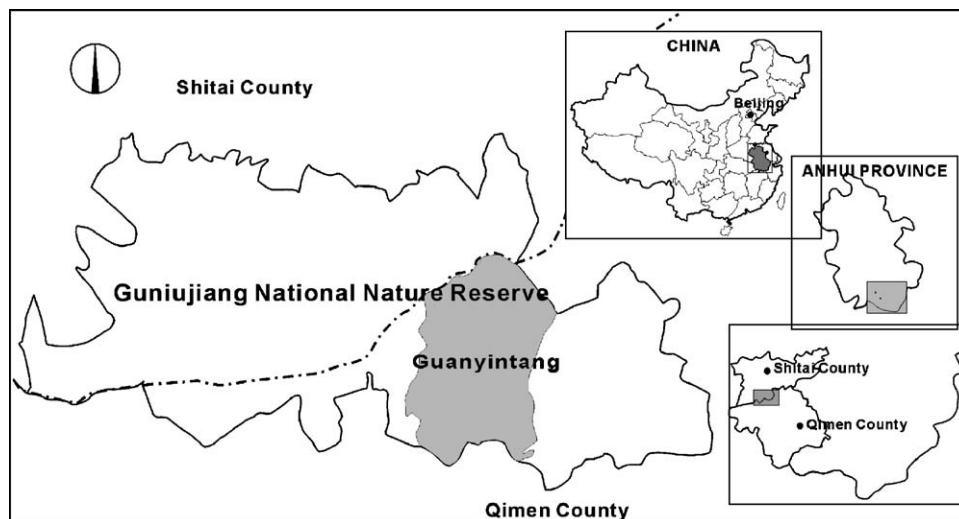 CHINA
Shitai County
Beijing
ANHUI PROVINCE
Guniujiang National Nature Reserve
Guanyintang
Shitai County
Qimen County
Qimen County